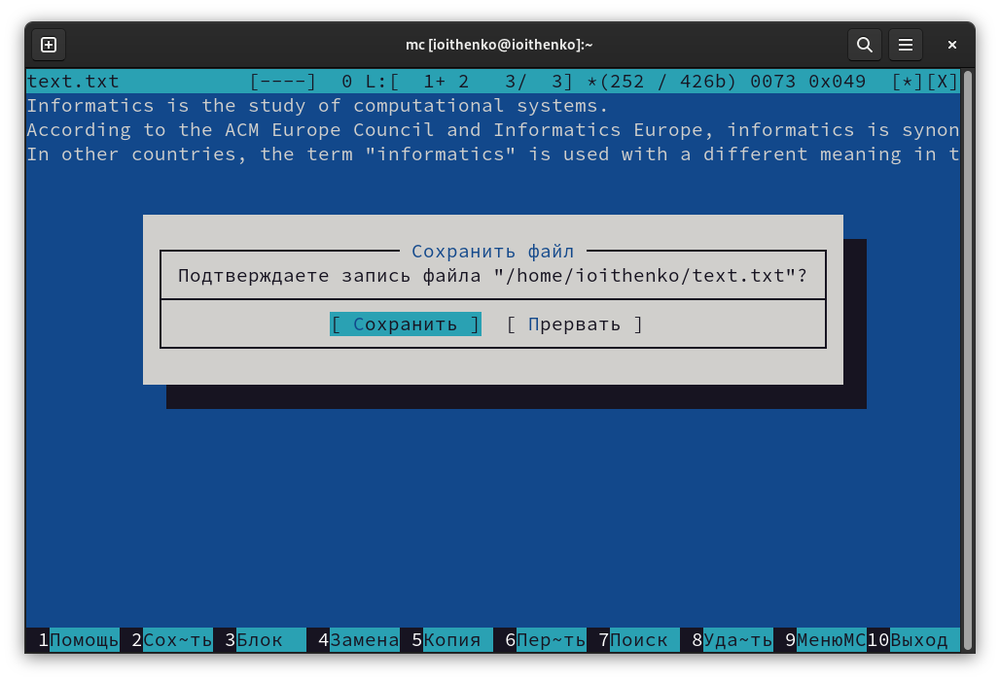 mc [ioithenko@ioithenko]:~
text.txt [----] 0 L:[ 1+ 2 3/ 3] *(252 / 426b) 0073 0x049 [*][X]
Informatics is the study of computational systems.
According to the ACM Europe Council and Informatics Europe, informatics is synon
In other countries, the term "informatics" is used with a different meaning in t
Сохранить файл
Подтверждаете запись файла "/home/ioithenko/text.txt"?
[ Сохранить ] [ Прервать ]
1Помощь 2Сох~ть 3Блок 4Замена 5Копия 6Пер~ть 7Поиск 8Уда~ть 9МенюMC10Выход